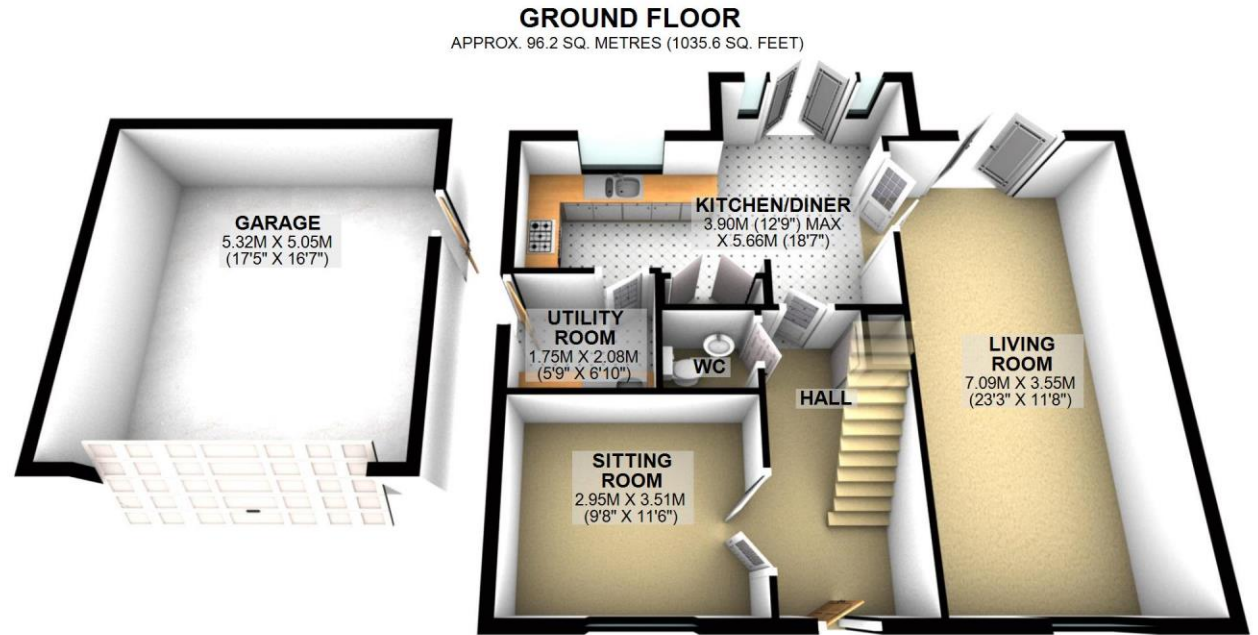 GROUND FLOOR
APPROX. 96.2 SQ. METRES (1035.6 SQ. FEET)
GARAGE
5.32M X 5.05M
(17'5" X 16'7")
KITCHEN/DINER
3.90M (12'9") MAX
X 5.66M (18'7")
UTILITY
ROOM
1.75M X 2.08M
(5'9" X 6'10")
WC
HALL
LIVING
ROOM
7.09M X 3.55M
(23'3" X 11'8")
SITTING
ROOM
2.95M X 3.51M
(9'8" X 11'6")